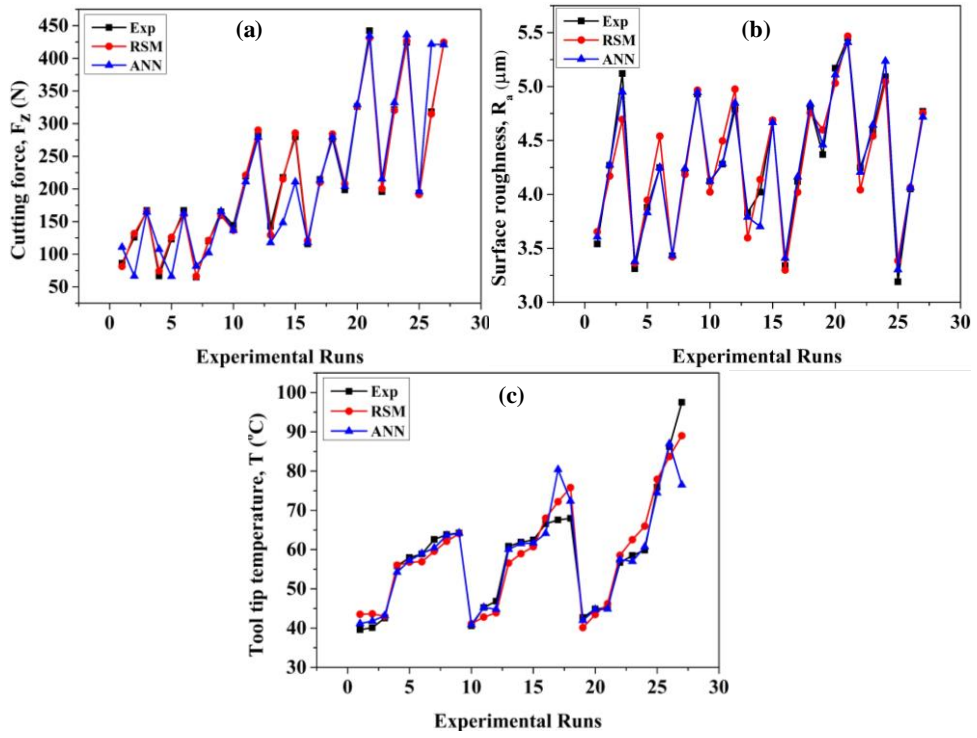 (a)
Exp
RSM
ANN
Cutting force, F_Z (N)
450
400
350
300
250
200
150
100
50
0 5 10 15 20 25 30
Experimental Runs
(b)
Exp
RSM
ANN
Surface roughness, R_a (μm)
5.5
5.0
4.5
4.0
3.5
3.0
0 5 10 15 20 25 30
Experimental Runs
(c)
Exp
RSM
ANN
Tool tip temperature, T (°C)
100
90
80
70
60
50
40
30
0 5 10 15 20 25 30
Experimental Runs